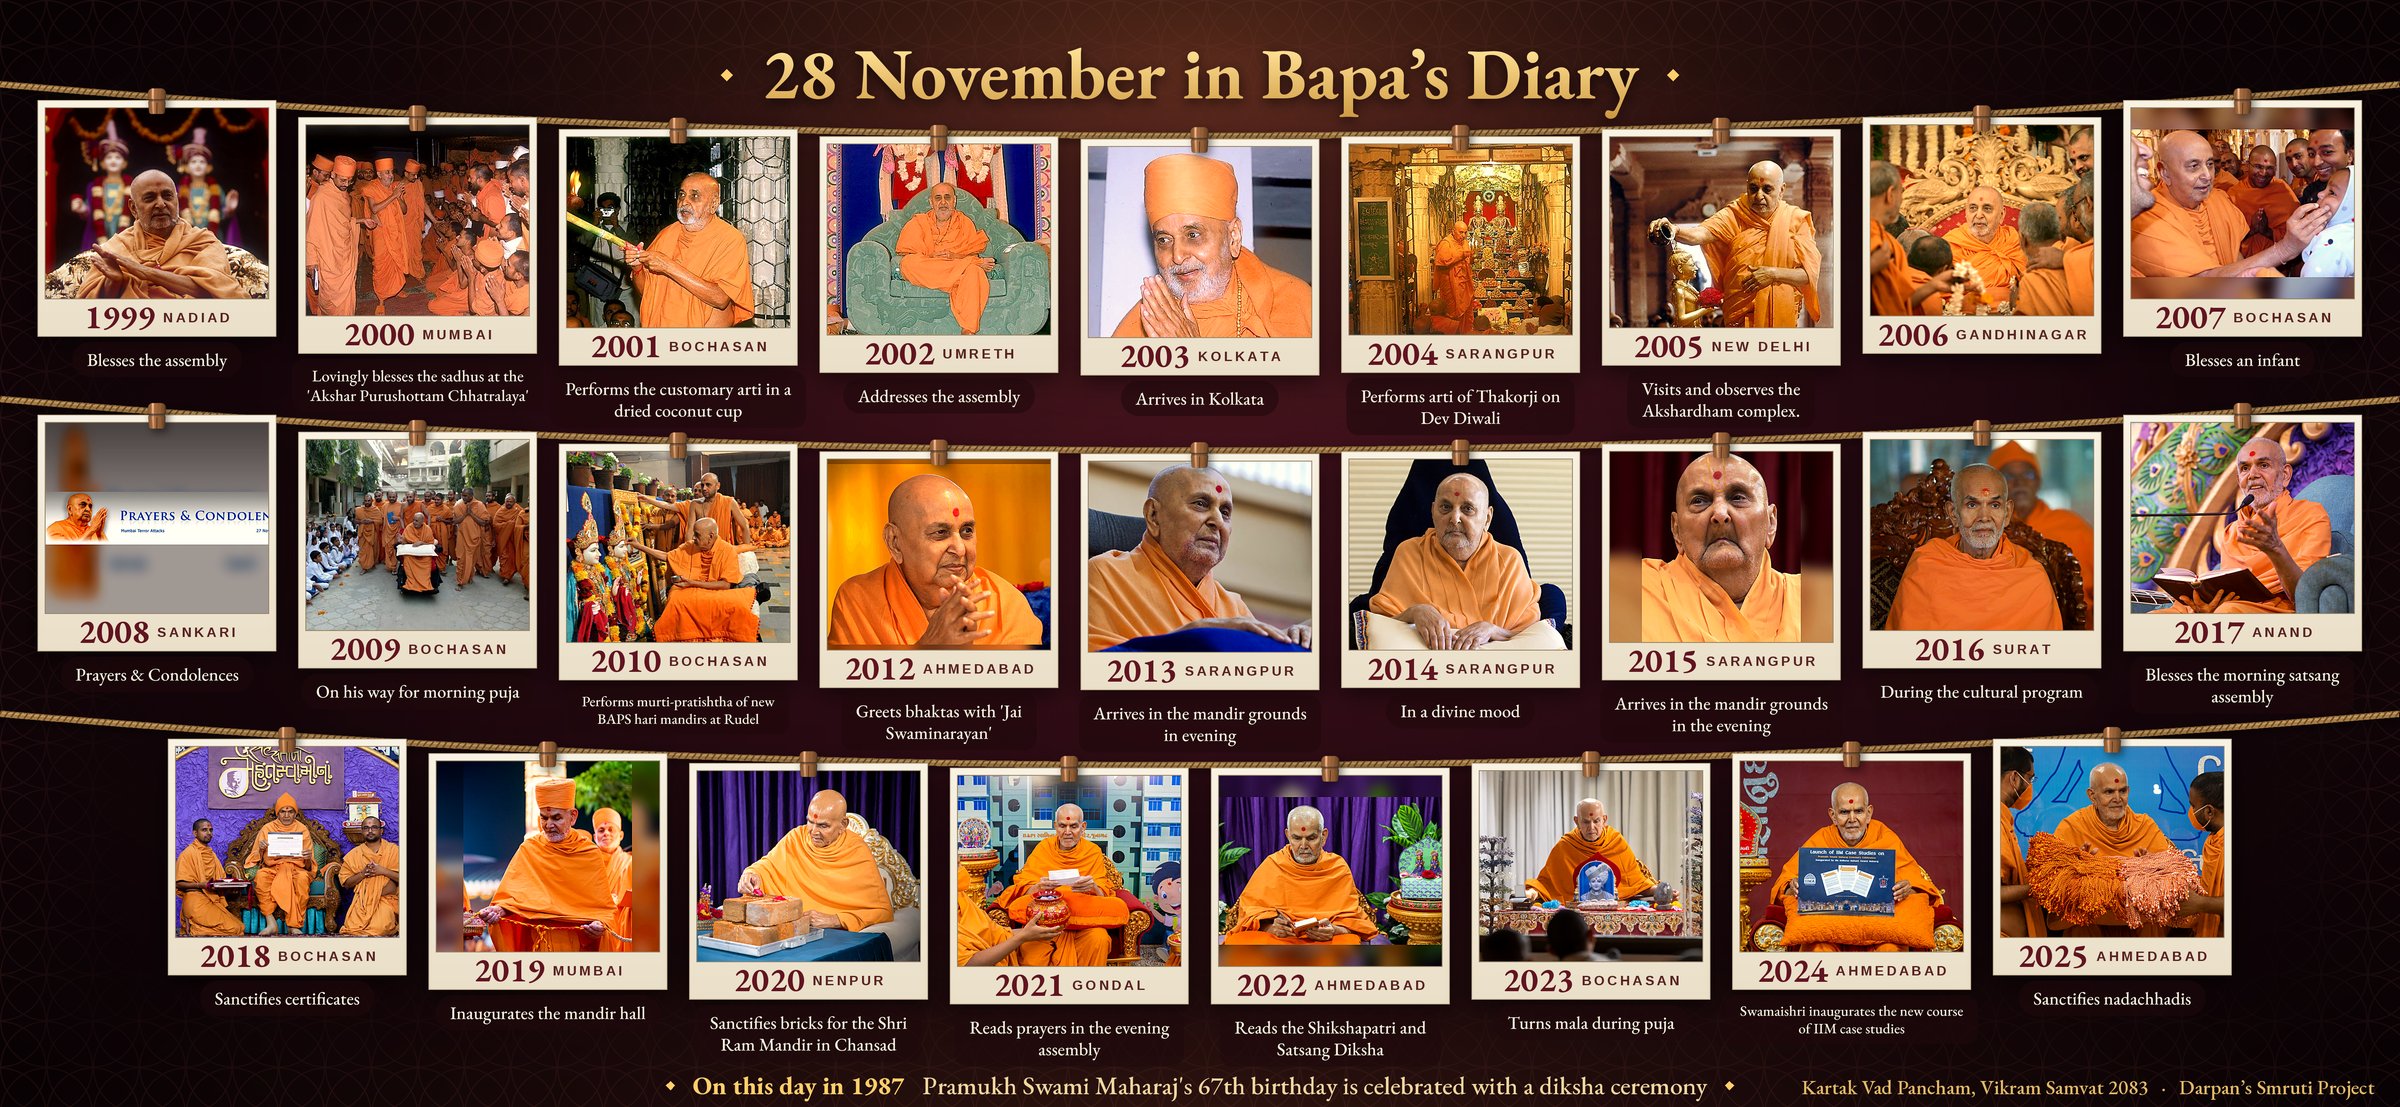 28 November in Bapa's Diary
1999 NADIAD
Blesses the assembly
2000 MUMBAI
Lovingly blesses the sadhus at the
'Akshar Purushottam Chhatralaya'
2001 BOCHASAN
Performs the customary arti in a
dried coconut cup
2002 UMRETH
Addresses the assembly
2003 KOLKATA
Arrives in Kolkata
2004 SARANGPUR
Performs arti of Thakorji on
Dev Diwali
2005 NEW DELHI
Visits and observes the
Akshardham complex.
2006 GANDHINAGAR
2007 BOCHASAN
Blesses an infant
PRAYERS & CONDOLEN
Mumbai Terror Attacks
27 No
2008 SANKARI
Prayers & Condolences
2009 BOCHASAN
On his way for morning puja
2010 BOCHASAN
Performs murti-pratishtha of new
BAPS hari mandirs at Rudel
2012 AHMEDABAD
Greets bhaktas with 'Jai
Swaminarayan'
2013 SARANGPUR
Arrives in the mandir grounds
in evening
2014 SARANGPUR
In a divine mood
2015 SARANGPUR
Arrives in the mandir grounds
in the evening
2016 SURAT
During the cultural program
2017 ANAND
Blesses the morning satsang
assembly
2018 BOCHASAN
Sanctifies certificates
2019 MUMBAI
Inaugurates the mandir hall
2020 NENPUR
Sanctifies bricks for the Shri
Ram Mandir in Chansad
2021 GONDAL
Reads prayers in the evening
assembly
2022 AHMEDABAD
Reads the Shikshapatri and
Satsang Diksha
2023 BOCHASAN
Turns mala during puja
Launch of IIM Case Studies on
2024 AHMEDABAD
Swamaishri inaugurates the new course
of IIM case studies
2025 AHMEDABAD
Sanctifies nadachhadis
On this day in 1987 Pramukh Swami Maharaj's 67th birthday is celebrated with a diksha ceremony
Kartak Vad Pancham, Vikram Samvat 2083 · Darpan's Smruti Project